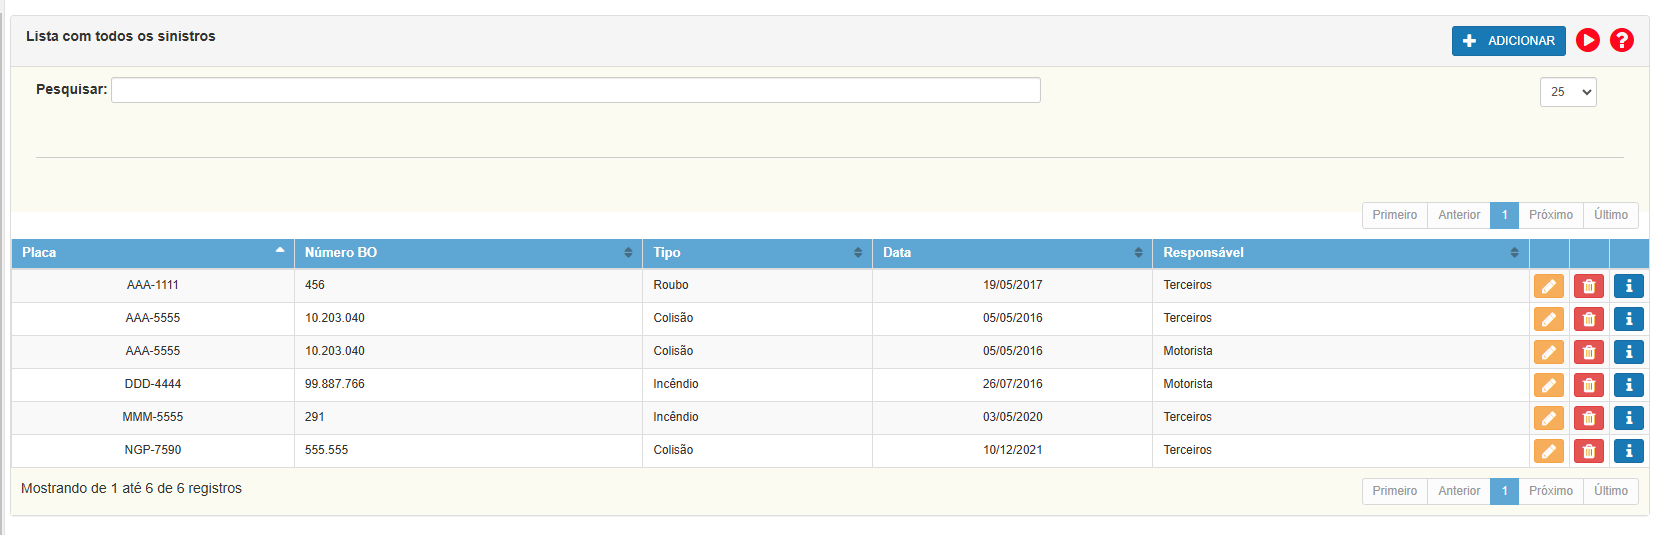 Lista com todos os sinistros
ADICIONAR
Pesquisar:
25
Primeiro Anterior 1 Próximo Último
Placa Número BO Tipo Data Responsável
AAA-1111 456 Roubo 19/05/2017 Terceiros
AAA-5555 10.203.040 Colisão 05/05/2016 Terceiros
AAA-5555 10.203.040 Colisão 05/05/2016 Motorista
DDD-4444 99.887.766 Incêndio 26/07/2016 Motorista
MMM-5555 291 Incêndio 03/05/2020 Terceiros
NGP-7590 555.555 Colisão 10/12/2021 Terceiros
Mostrando de 1 até 6 de 6 registros
Primeiro Anterior 1 Próximo Último